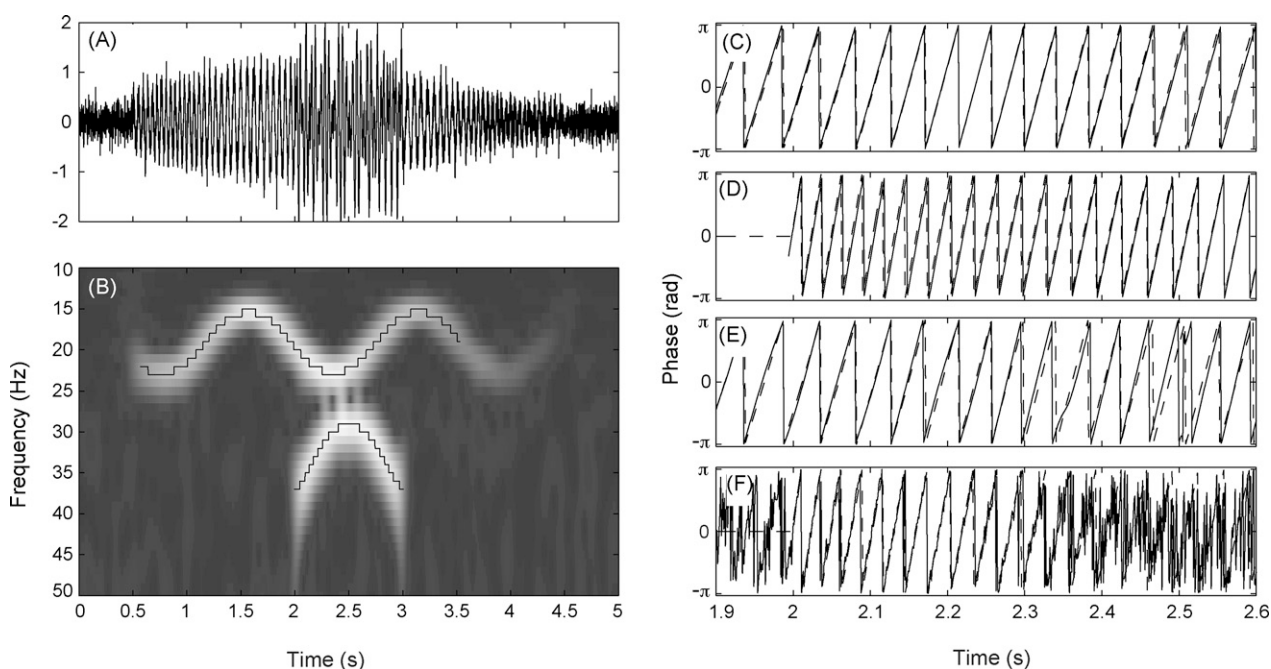 (A)
2
1
0
-1
-2
(B)
10
15
20
25
30
35
40
45
50
Frequency (Hz)
0 0.5 1 1.5 2 2.5 3 3.5 4 4.5 5
Time (s)
(C)
π
0
-π
(D)
π
0
-π
(E)
π
0
-π
(F)
π
0
-π
Phase (rad)
1.9 2 2.1 2.2 2.3 2.4 2.5 2.6
Time (s)